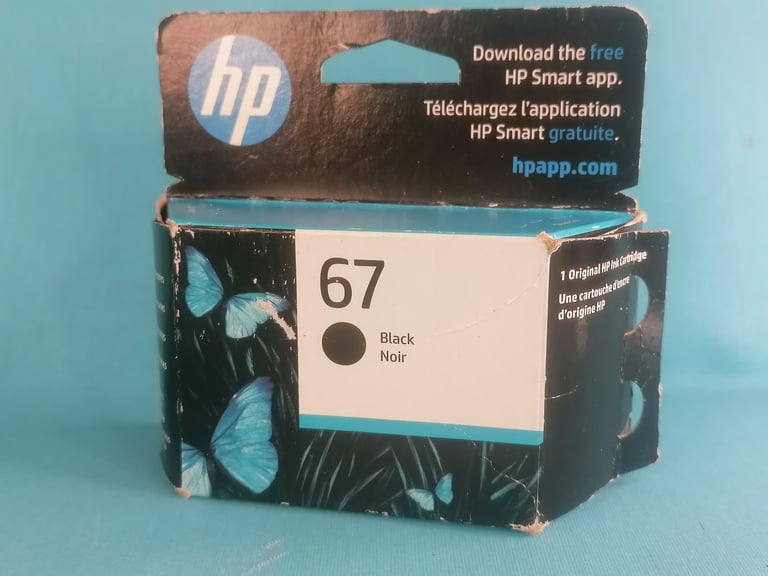 hp
Download the free
HP Smart app.
Téléchargez l'application
HP Smart gratuite.
hpapp.com
67
Black
Noir
1 Original HP Ink Cartridge
Une cartouche d'encre
d'origine HP